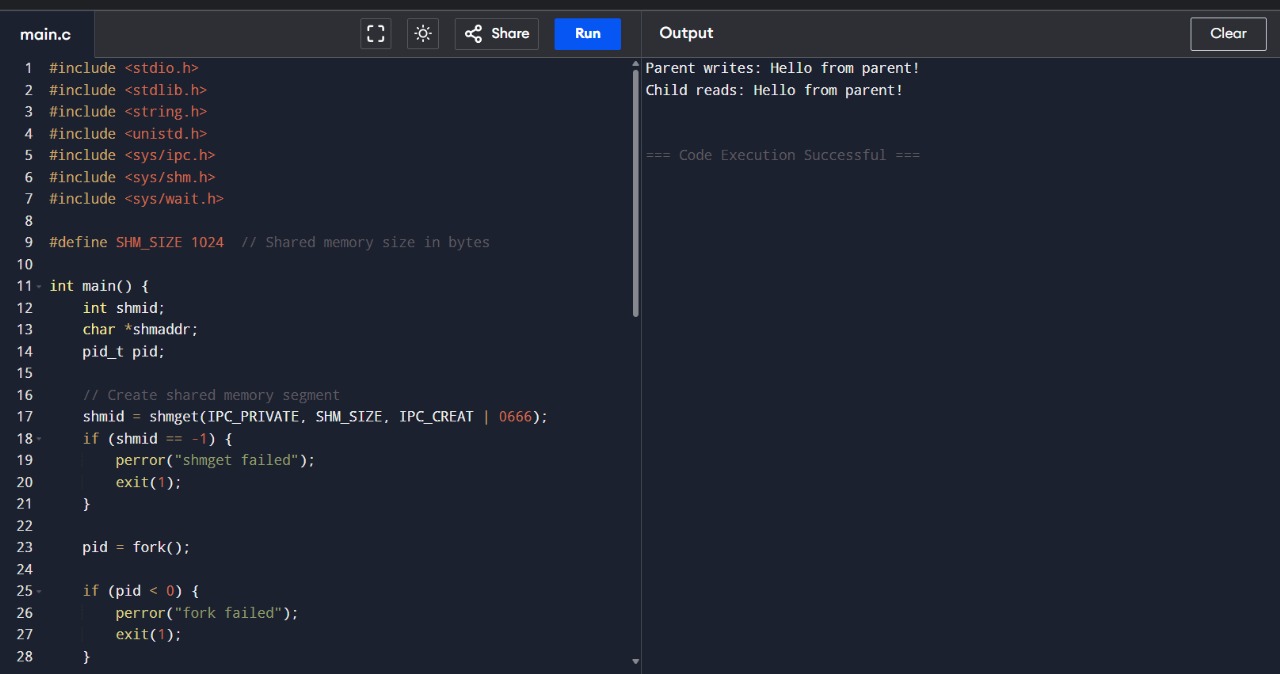 main.c Share Run Output Clear
1 #include <stdio.h>
2 #include <stdlib.h>
3 #include <string.h>
4 #include <unistd.h>
5 #include <sys/ipc.h>
6 #include <sys/shm.h>
7 #include <sys/wait.h>
8
9 #define SHM_SIZE 1024  // Shared memory size in bytes
10
11 int main() {
12     int shmid;
13     char *shmaddr;
14     pid_t pid;
15
16     // Create shared memory segment
17     shmid = shmget(IPC_PRIVATE, SHM_SIZE, IPC_CREAT | 0666);
18     if (shmid == -1) {
19         perror("shmget failed");
20         exit(1);
21     }
22
23     pid = fork();
24
25     if (pid < 0) {
26         perror("fork failed");
27         exit(1);
28     }
Parent writes: Hello from parent!
Child reads: Hello from parent!
=== Code Execution Successful ===